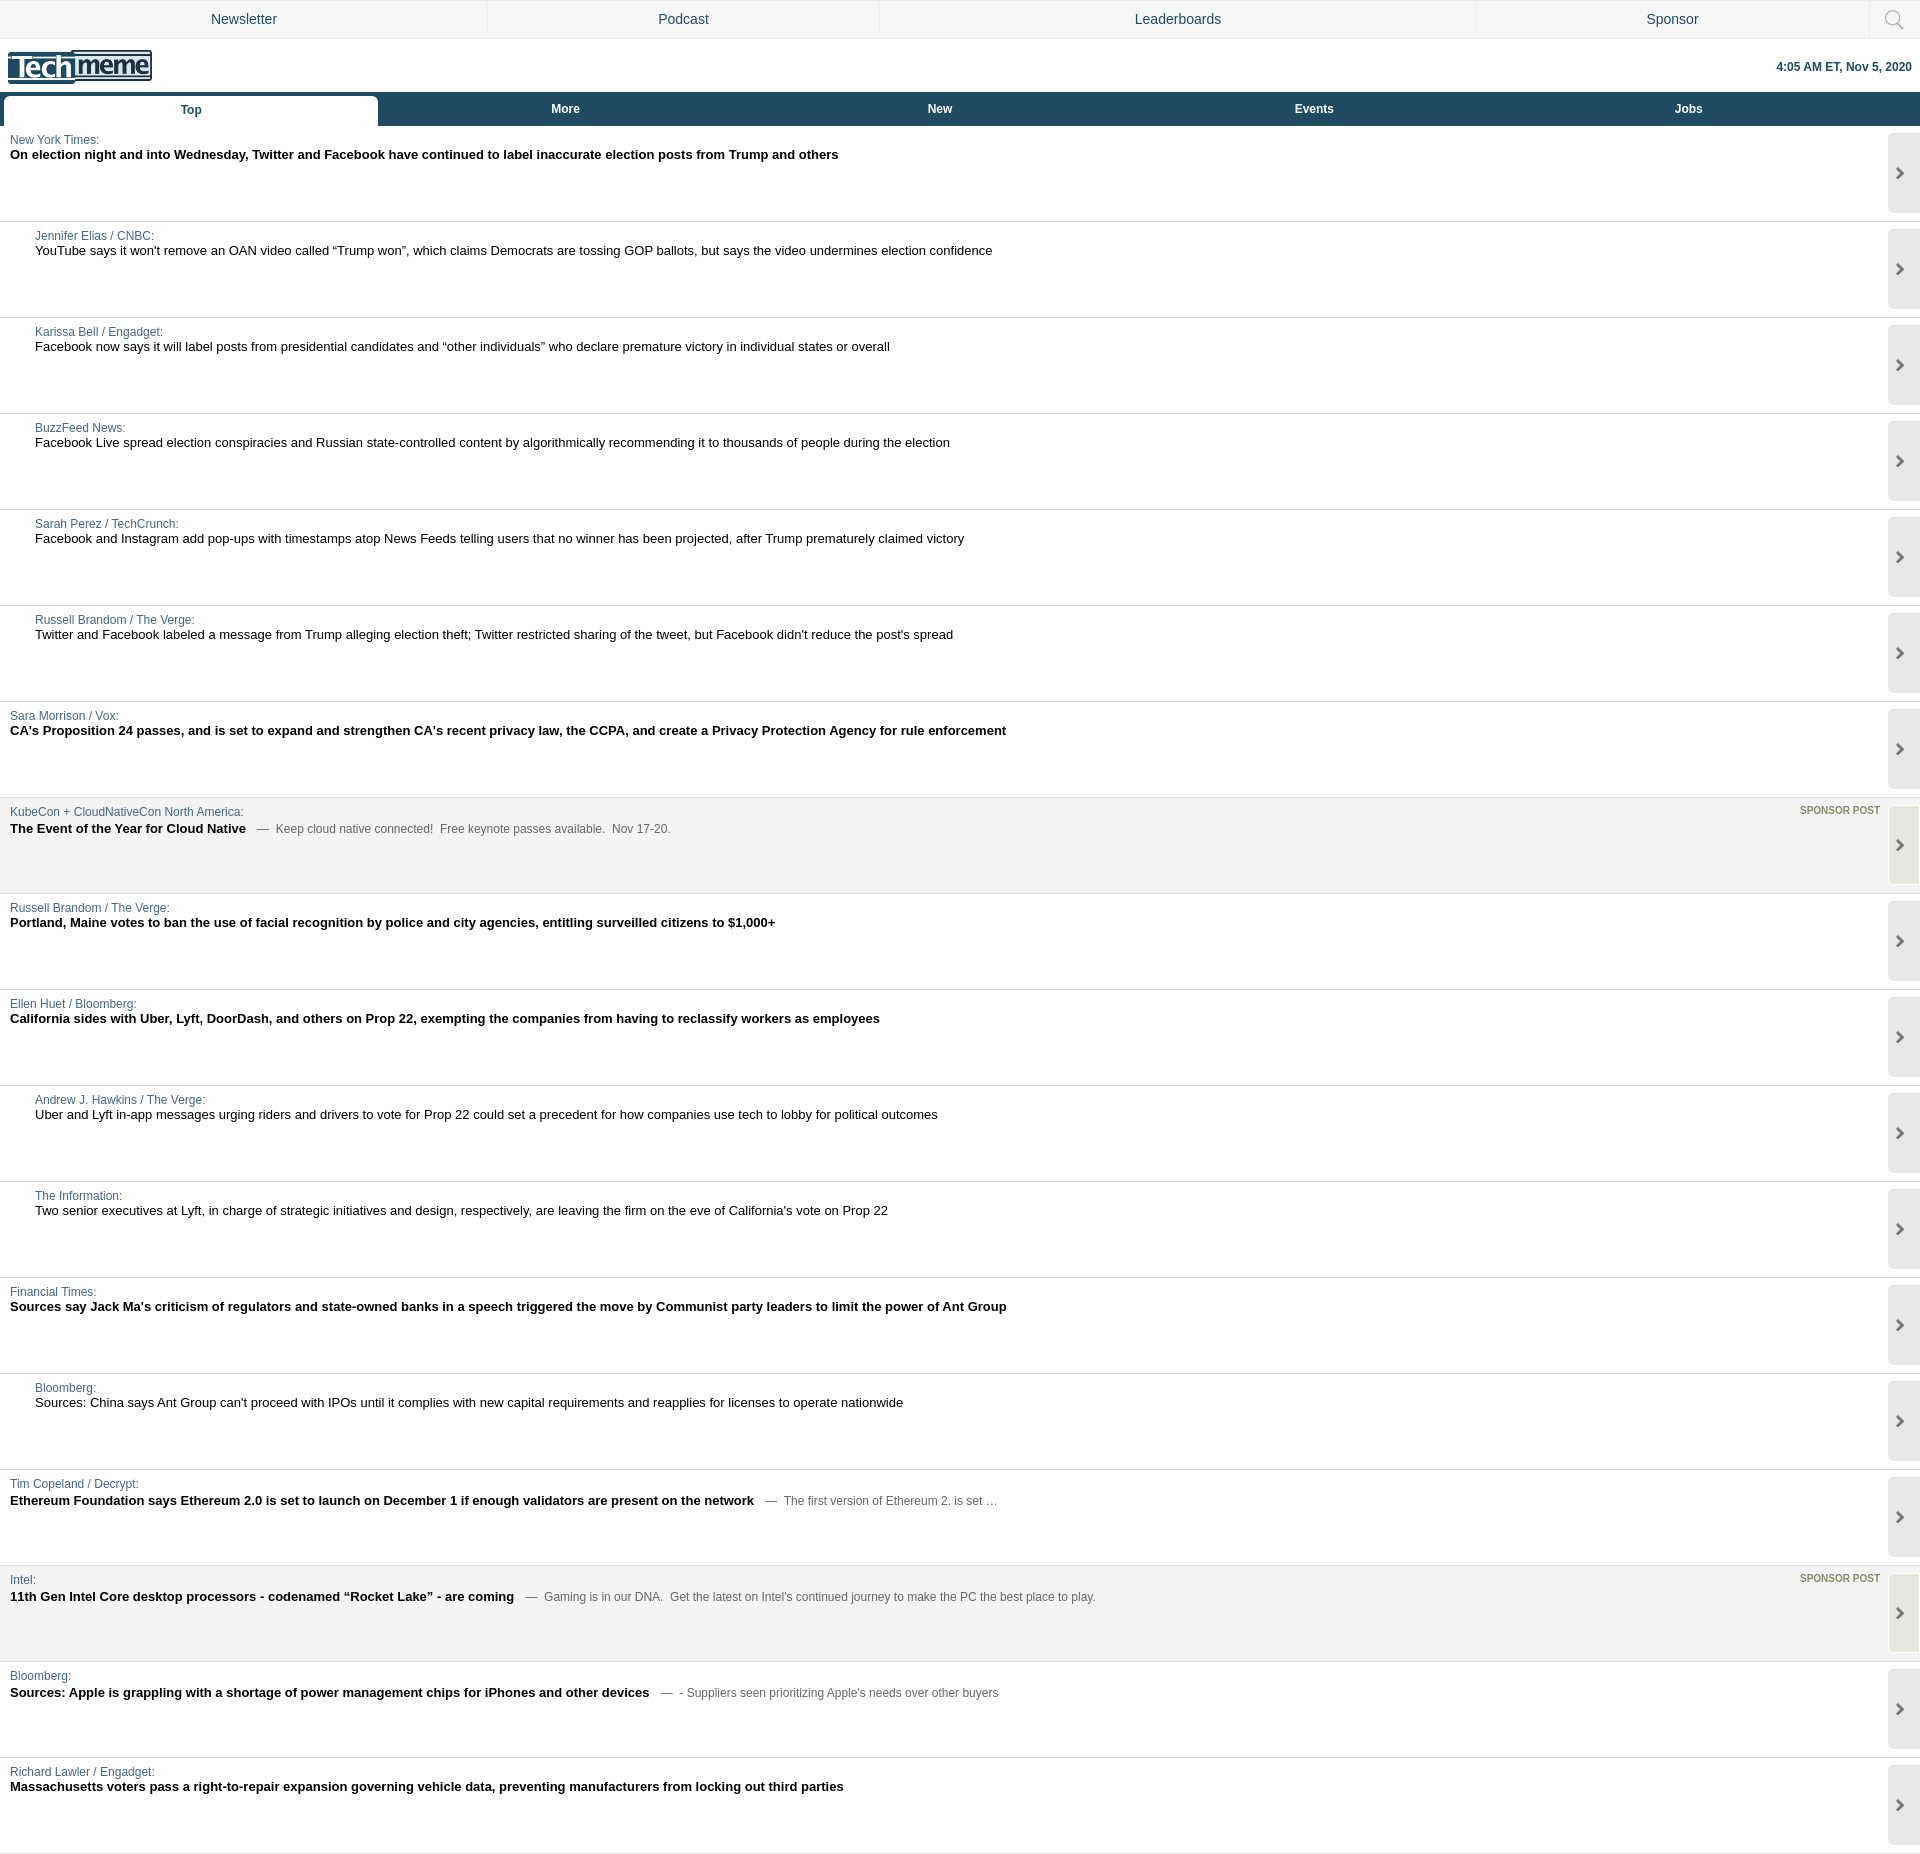 Newsletter Podcast Leaderboards Sponsor
Techmeme
4:05 AM ET, Nov 5, 2020
Top More New Events Jobs
New York Times:
On election night and into Wednesday, Twitter and Facebook have continued to label inaccurate election posts from Trump and others
Jennifer Elias / CNBC:
YouTube says it won't remove an OAN video called “Trump won”, which claims Democrats are tossing GOP ballots, but says the video undermines election confidence
Karissa Bell / Engadget:
Facebook now says it will label posts from presidential candidates and “other individuals” who declare premature victory in individual states or overall
BuzzFeed News:
Facebook Live spread election conspiracies and Russian state-controlled content by algorithmically recommending it to thousands of people during the election
Sarah Perez / TechCrunch:
Facebook and Instagram add pop-ups with timestamps atop News Feeds telling users that no winner has been projected, after Trump prematurely claimed victory
Russell Brandom / The Verge:
Twitter and Facebook labeled a message from Trump alleging election theft; Twitter restricted sharing of the tweet, but Facebook didn't reduce the post's spread
Sara Morrison / Vox:
CA's Proposition 24 passes, and is set to expand and strengthen CA's recent privacy law, the CCPA, and create a Privacy Protection Agency for rule enforcement
KubeCon + CloudNativeCon North America:
SPONSOR POST
The Event of the Year for Cloud Native — Keep cloud native connected! Free keynote passes available. Nov 17-20.
Russell Brandom / The Verge:
Portland, Maine votes to ban the use of facial recognition by police and city agencies, entitling surveilled citizens to $1,000+
Ellen Huet / Bloomberg:
California sides with Uber, Lyft, DoorDash, and others on Prop 22, exempting the companies from having to reclassify workers as employees
Andrew J. Hawkins / The Verge:
Uber and Lyft in-app messages urging riders and drivers to vote for Prop 22 could set a precedent for how companies use tech to lobby for political outcomes
The Information:
Two senior executives at Lyft, in charge of strategic initiatives and design, respectively, are leaving the firm on the eve of California's vote on Prop 22
Financial Times:
Sources say Jack Ma's criticism of regulators and state-owned banks in a speech triggered the move by Communist party leaders to limit the power of Ant Group
Bloomberg:
Sources: China says Ant Group can't proceed with IPOs until it complies with new capital requirements and reapplies for licenses to operate nationwide
Tim Copeland / Decrypt:
Ethereum Foundation says Ethereum 2.0 is set to launch on December 1 if enough validators are present on the network — The first version of Ethereum 2. is set …
Intel:
SPONSOR POST
11th Gen Intel Core desktop processors - codenamed “Rocket Lake” - are coming — Gaming is in our DNA. Get the latest on Intel's continued journey to make the PC the best place to play.
Bloomberg:
Sources: Apple is grappling with a shortage of power management chips for iPhones and other devices — - Suppliers seen prioritizing Apple's needs over other buyers
Richard Lawler / Engadget:
Massachusetts voters pass a right-to-repair expansion governing vehicle data, preventing manufacturers from locking out third parties